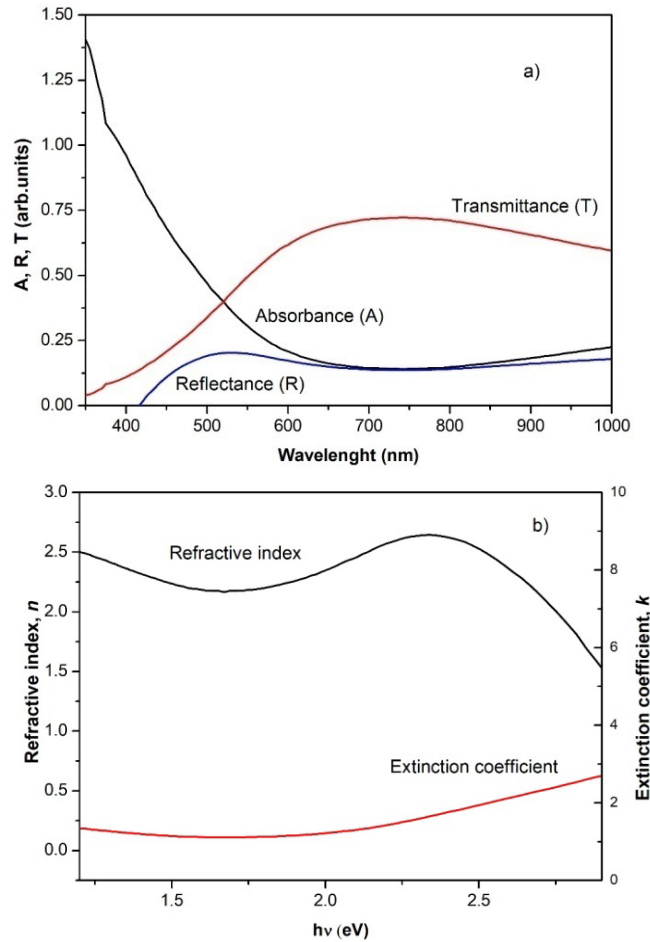 1.50
a)
1.25
1.00
0.75
0.50
0.25
0.00
A, R, T (arb.units)
Transmittance (T)
Absorbance (A)
Reflectance (R)
400 500 600 700 800 900 1000
Wavelenght (nm)
3.0
2.5
2.0
1.5
1.0
0.5
0.0
Refractive index, n
Refractive index
b)
Extinction coefficient
10
8
6
4
2
0
Extinction coefficient, k
1.5 2.0 2.5
hν (eV)